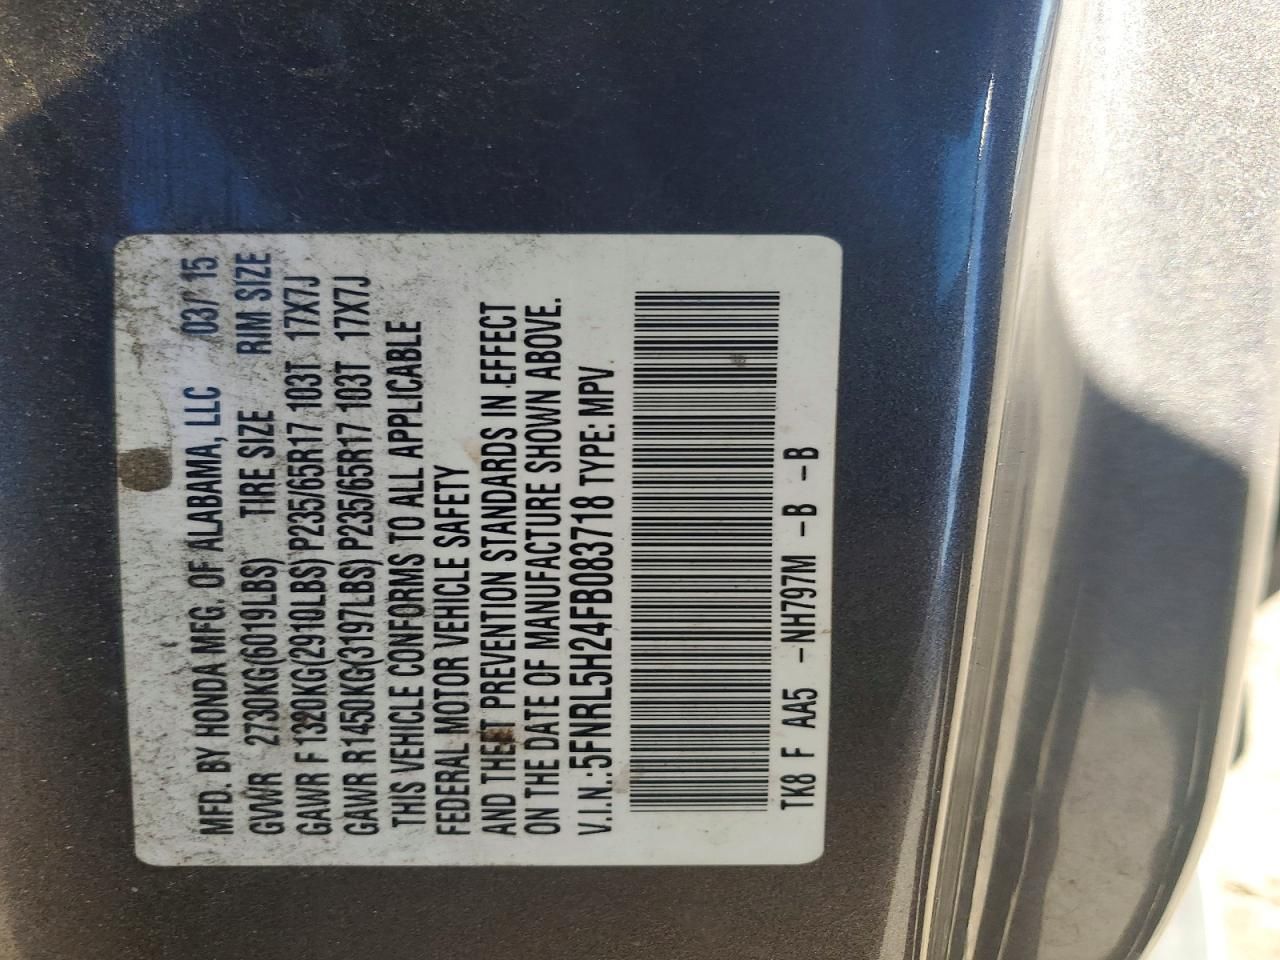 MFD. BY HONDA MFG. OF ALABAMA, LLC 03/ 15
GVWR 2730KG(6019LBS) TIRE SIZE RIM SIZE
GAWR F 1320KG(2910LBS) P235/65R17 103T 17X7J
GAWR R 1450KG(3197LBS) P235/65R17 103T 17X7J
THIS VEHICLE CONFORMS TO ALL APPLICABLE
FEDERAL MOTOR VEHICLE SAFETY
AND THEFT PREVENTION STANDARDS IN EFFECT
ON THE DATE OF MANUFACTURE SHOWN ABOVE.
V.I.N.:5FNRL5H24FB083718 TYPE: MPV
TK8 F AA5 -NH797M -B -B